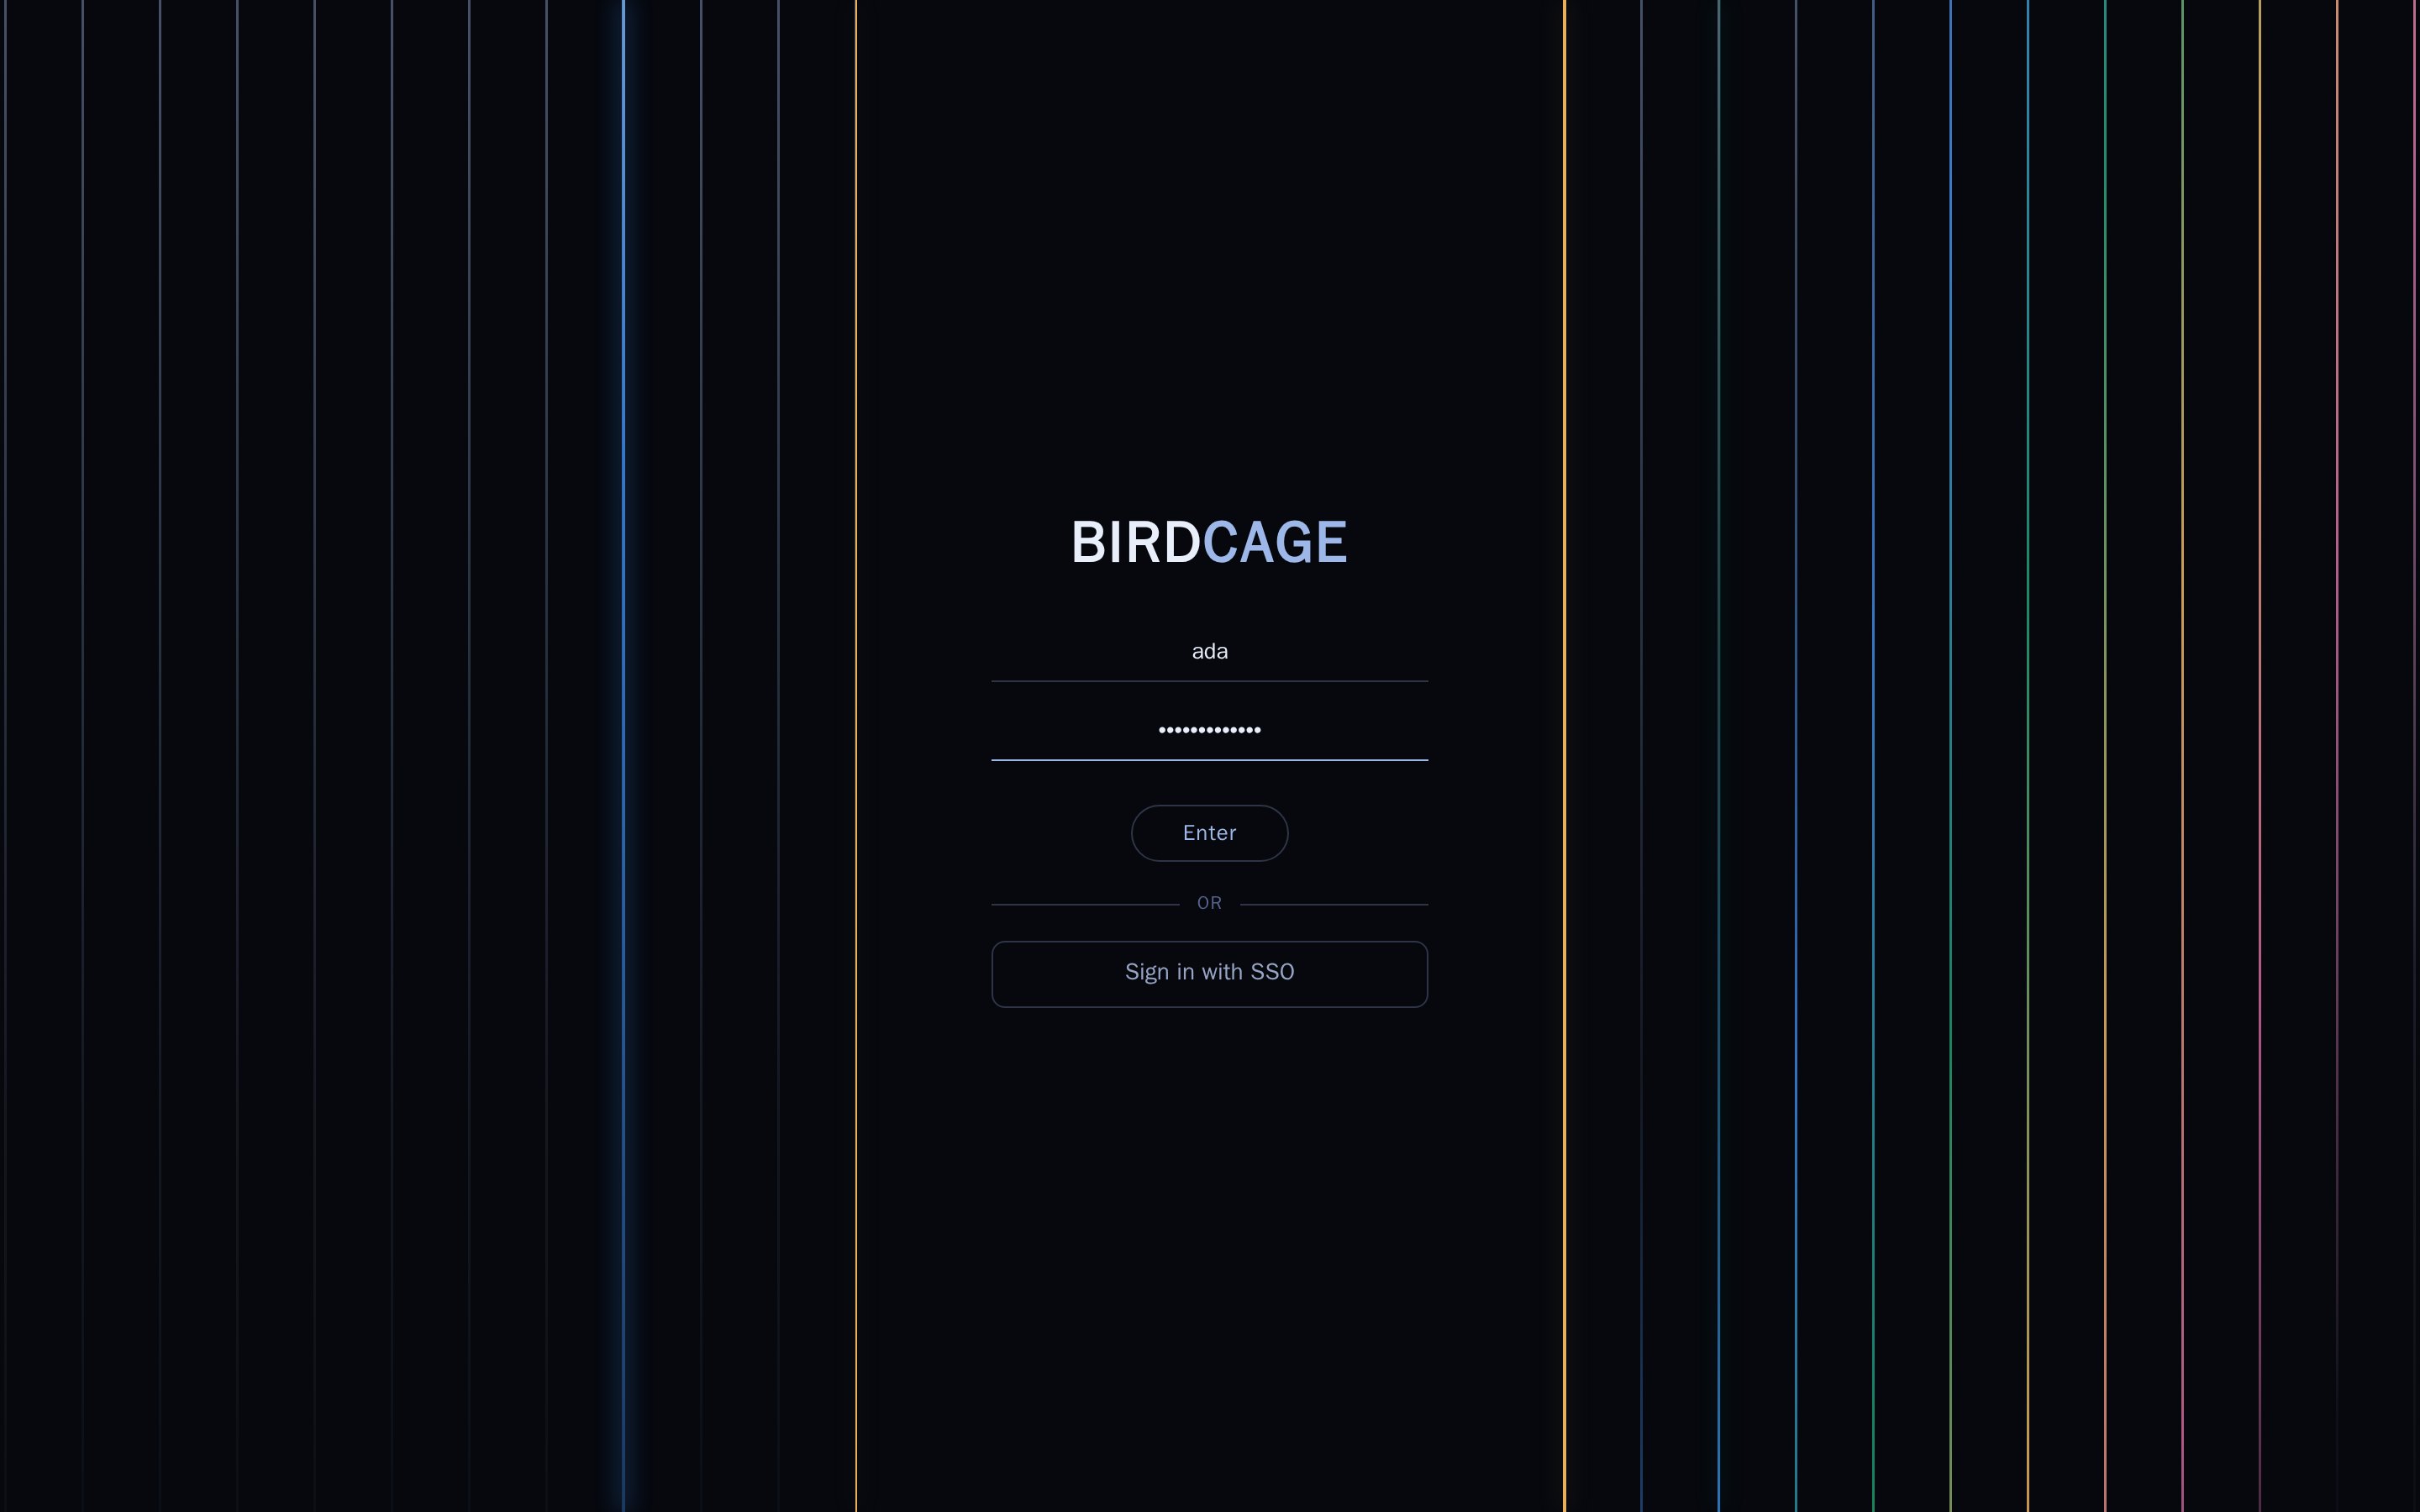 BIRDCAGE
ada
•••••••••••••
Enter
OR
Sign in with SSO